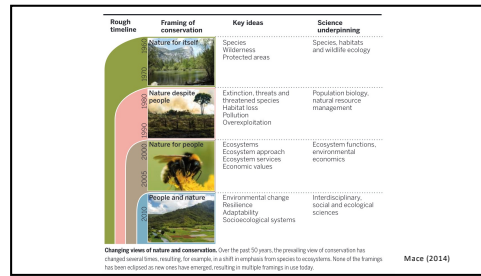 Rough timeline
Framing of conservation
Key ideas
Science underpinning
1960
1970
Nature for itself
Species
Wilderness
Protected areas
Species, habitats
and wildlife ecology
1980
1990
Nature despite
people
Extinction, threats and
threatened species
Habitat loss
Pollution
Overexploitation
Population biology,
natural resource
management
2000
2005
Nature for people
Ecosystems
Ecosystem approach
Ecosystem services
Economic values
Ecosystem functions,
environmental
economics
2010
People and nature
Environmental change
Resilience
Adaptability
Socioecological systems
Interdisciplinary,
social and ecological
sciences
Changing views of nature and conservation. Over the past 50 years, the prevailing view of conservation has
changed several times, resulting, for example, in a shift in emphasis from species to ecosystems. None of the framings
has been eclipsed as new ones have emerged, resulting in multiple framings in use today.
Mace (2014)